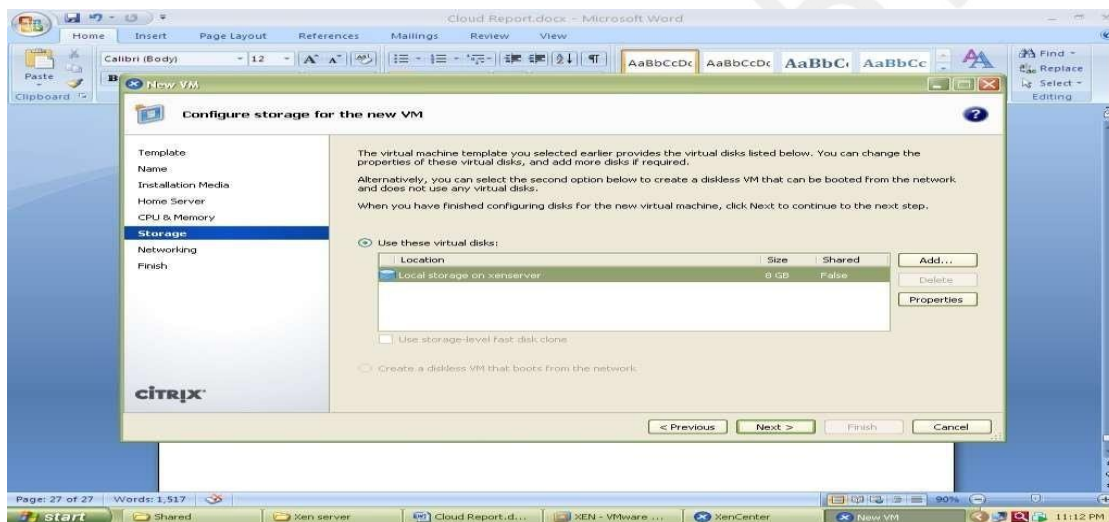 Cloud Report.docx - Microsoft Word
Home Insert Page Layout References Mailings Review View
Paste
Clipboard
Calibri (Body) 12
B
AaBbCcDc AaBbCcDc AaBbC AaBbCc
Find
Replace
Select
Editing
New VM
Configure storage for the new VM
Template
Name
Installation Media
Home Server
CPU & Memory
Storage
Networking
Finish
CITRIX
The virtual machine template you selected earlier provides the virtual disks listed below. You can change the
properties of these virtual disks, and add more disks if required.
Alternatively, you can select the second option below to create a diskless VM that can be booted from the network
and does not use any virtual disks.
When you have finished configuring disks for the new virtual machine, click Next to continue to the next step.
Use these virtual disks:
Location Size Shared
Local storage on xenserver 8 GB False
Add...
Delete
Properties
Use storage-level fast disk clone
Create a diskless VM that boots from the network
< Previous Next > Finish Cancel
Page: 27 of 27 Words: 1,517 90%
start Shared Xen server Cloud Report.d... XEN - VMware ... XenCenter New VM 11:12 PM